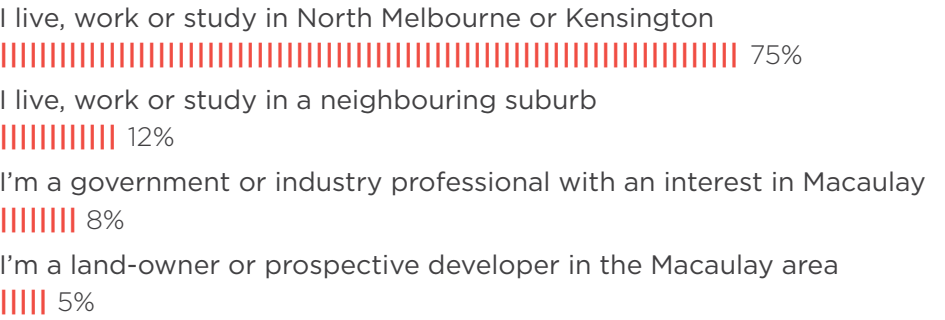 I live, work or study in North Melbourne or Kensington
75%
I live, work or study in a neighbouring suburb
12%
I’m a government or industry professional with an interest in Macaulay
8%
I’m a land-owner or prospective developer in the Macaulay area
5%